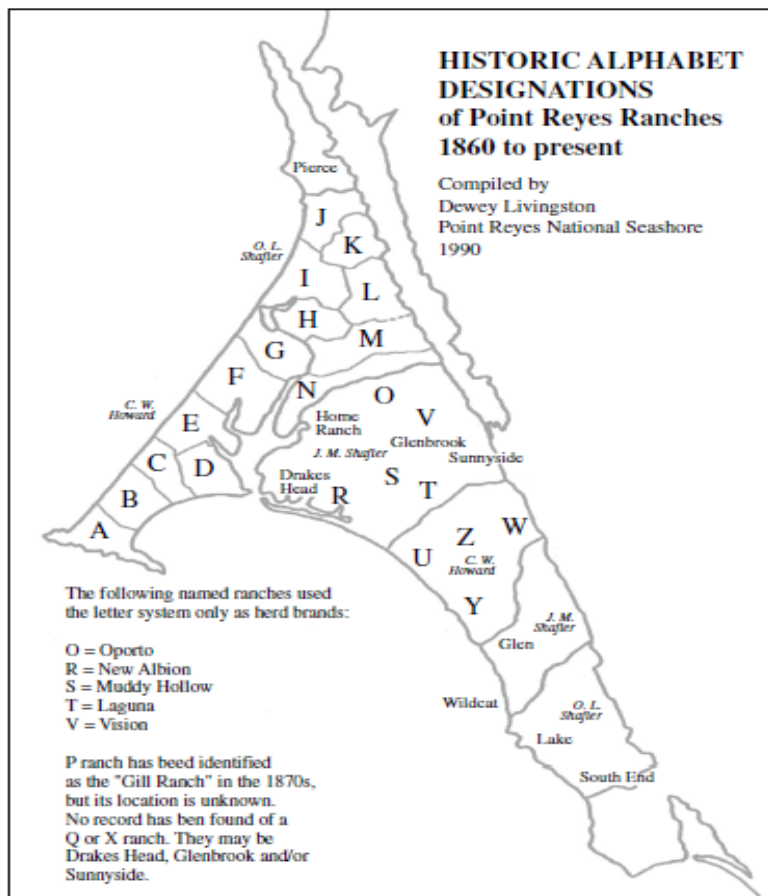 HISTORIC ALPHABET
DESIGNATIONS
of Point Reyes Ranches
1860 to present
Compiled by
Dewey Livingston
Point Reyes National Seashore
1990
Pierce
J
K
O. L.
Shafter
I
L
H
M
G
F
N
O
C. W.
Howard
E
V
Home
Ranch
Glenbrook
J. M. Shafter
Sunnyside
C
D
S
Drakes
Head
R
T
B
A
W
Z
U
C. W.
Howard
Y
J. M.
Shafter
Glen
Wildcat
O. L.
Shafter
Lake
South End
The following named ranches used
the letter system only as herd brands:
O = Oporto
R = New Albion
S = Muddy Hollow
T = Laguna
V = Vision
P ranch has beed identified
as the "Gill Ranch" in the 1870s,
but its location is unknown.
No record has ben found of a
Q or X ranch. They may be
Drakes Head, Glenbrook and/or
Sunnyside.